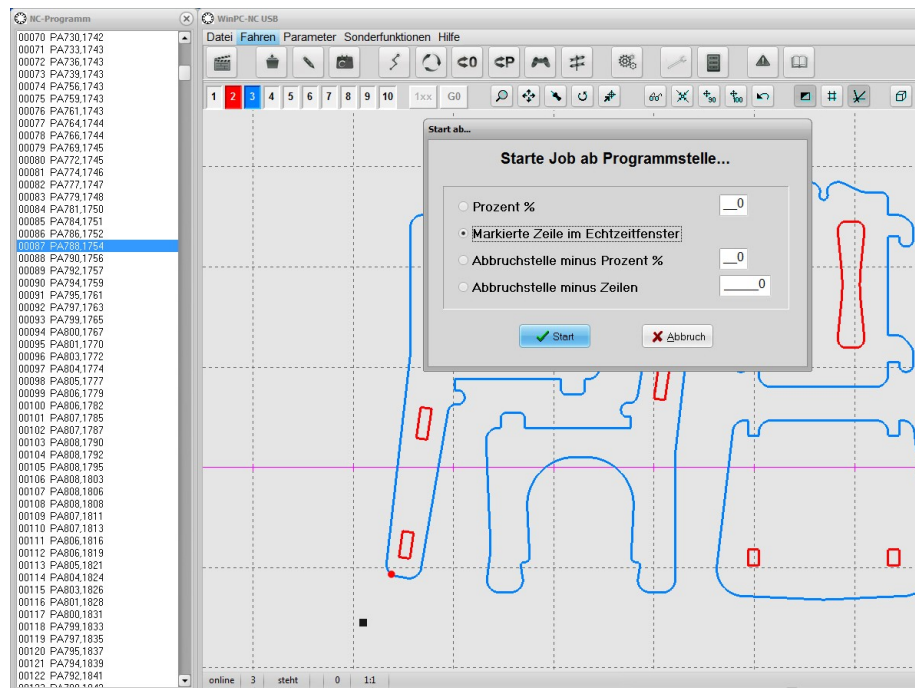 NC-Programm
00070 PA730,1742
00071 PA733,1743
00072 PA736,1743
00073 PA739,1743
00074 PA756,1743
00075 PA759,1743
00076 PA761,1743
00077 PA764,1744
00078 PA766,1744
00079 PA769,1745
00080 PA772,1745
00081 PA774,1746
00082 PA777,1747
00083 PA779,1748
00084 PA781,1750
00085 PA784,1751
00086 PA786,1752
00087 PA788,1754
00088 PA790,1756
00089 PA792,1757
00090 PA794,1759
00091 PA795,1761
00092 PA797,1763
00093 PA799,1765
00094 PA800,1767
00095 PA801,1770
00096 PA803,1772
00097 PA804,1774
00098 PA805,1777
00099 PA806,1779
00100 PA806,1782
00101 PA807,1785
00102 PA807,1787
00103 PA808,1790
00104 PA808,1792
00105 PA808,1795
00106 PA808,1803
00107 PA808,1806
00108 PA808,1808
00109 PA807,1811
00110 PA807,1813
00111 PA806,1816
00112 PA806,1819
00113 PA805,1821
00114 PA804,1824
00115 PA803,1826
00116 PA801,1828
00117 PA800,1831
00118 PA799,1833
00119 PA797,1835
00120 PA795,1837
00121 PA794,1839
00122 PA792,1841
WinPC-NC USB
Datei Fahren Parameter Sonderfunktionen Hilfe
0 P
1 2 3 4 5 6 7 8 9 10 1xx G0 +90 +100
Start ab...
Starte Job ab Programmstelle...
Prozent % __0
Markierte Zeile im Echtzeitfenster
Abbruchstelle minus Prozent % __0
Abbruchstelle minus Zeilen _____0
Start Abbruch
online 3 steht 0 1:1